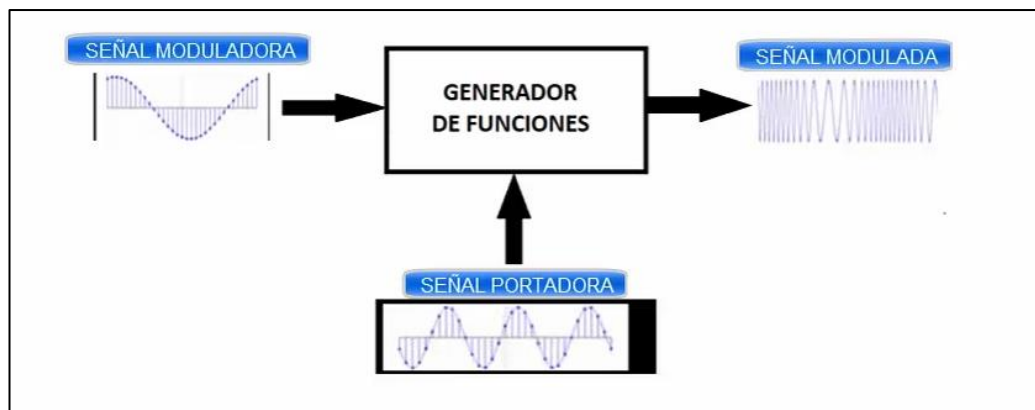 SEÑAL MODULADORA
GENERADOR
DE FUNCIONES
SEÑAL MODULADA
SEÑAL PORTADORA